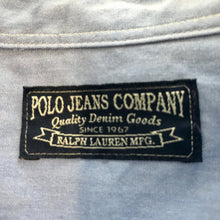 POLO JEANS COMPANY
Quality Denim Goods
SINCE 1967
RALPH LAUREN MFG.